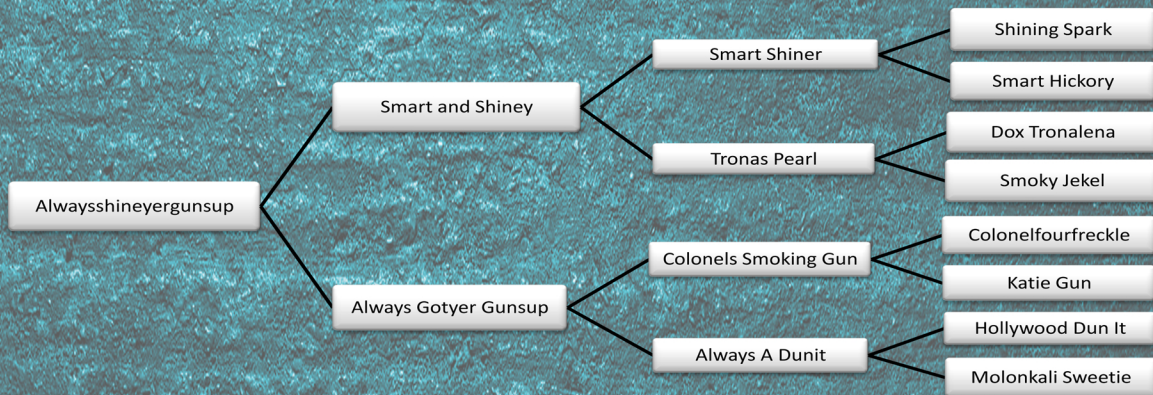 Shining Spark
Smart Shiner
Smart Hickory
Smart and Shiney
Dox Tronalena
Tronas Pearl
Smoky Jekel
Alwaysshineyergunsup
Colonelfourfreckle
Colonels Smoking Gun
Katie Gun
Always Gotyer Gunsup
Hollywood Dun It
Always A Dunit
Molonkali Sweetie